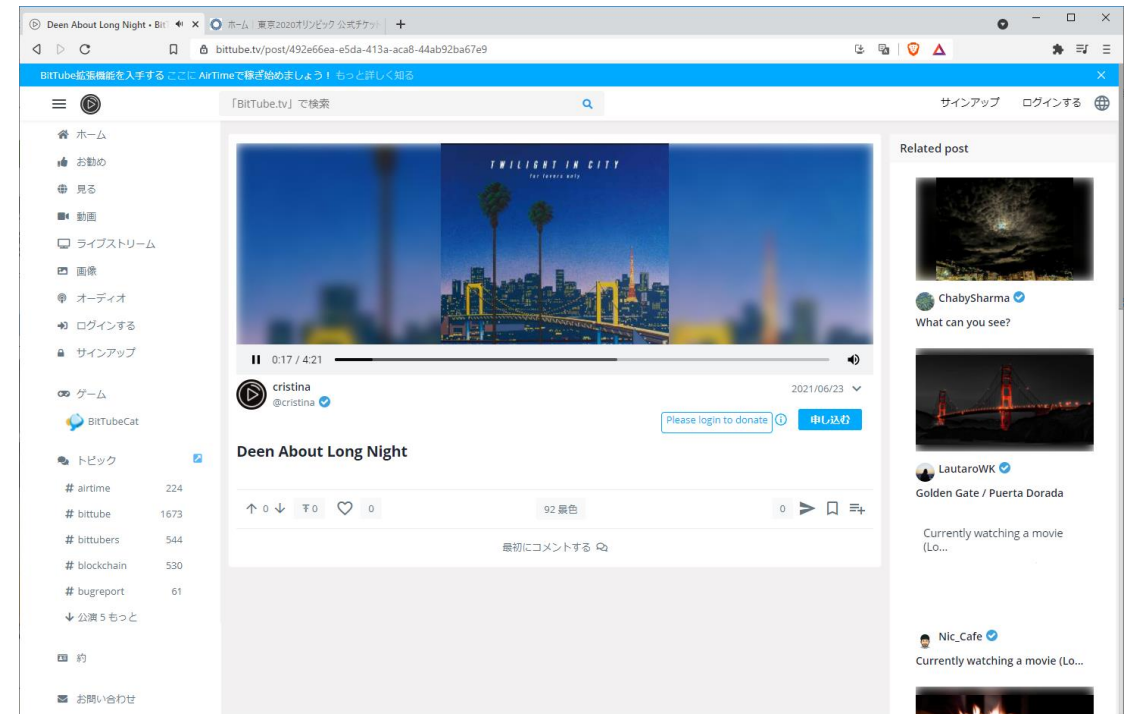 Deen About Long Night • Bit
ホーム | 東京2020オリンピック 公式チケット
bittube.tv/post/492e66ea-e5da-413a-aca8-44ab92ba67e9
BitTube拡張機能を入手する ここに AirTimeで稼ぎ始めましょう！ もっと詳しく知る
「BitTube.tv」で検索
サインアップ
ログインする
ホーム
お勧め
見る
動画
ライブストリーム
画像
オーディオ
ログインする
サインアップ
ゲーム
BitTubeCat
トピック
# airtime 224
# bittube 1673
# bittubers 544
# blockchain 530
# bugreport 61
公演 5 もっと
約
お問い合わせ
TWILIGHT IN CITY
for lovers only
0:17 / 4:21
cristina
@cristina
2021/06/23
Please login to donate
申し込む
Deen About Long Night
0
₮ 0
0
92 景色
0
最初にコメントする
Related post
ChabySharma
What can you see?
LautaroWK
Golden Gate / Puerta Dorada
Currently watching a movie
(Lo...
Nic_Cafe
Currently watching a movie (Lo...